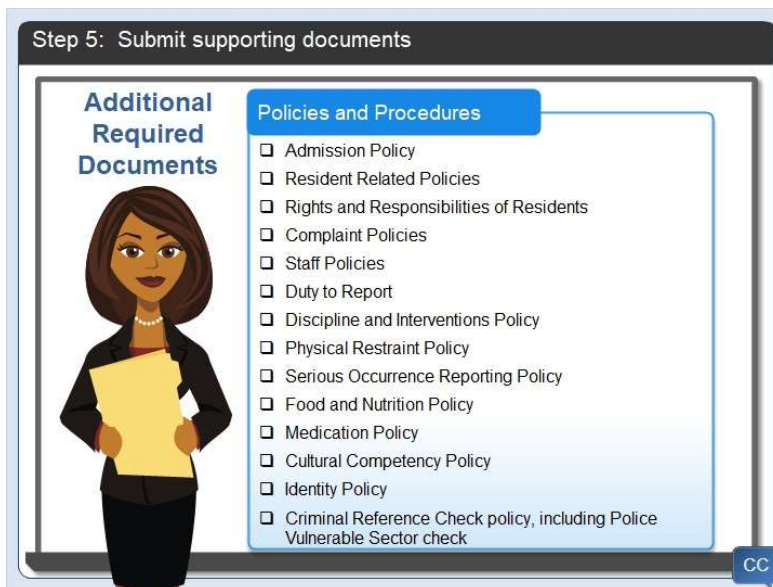 Step 5: Submit supporting documents
Additional
Required
Documents
Policies and Procedures
Admission Policy
Resident Related Policies
Rights and Responsibilities of Residents
Complaint Policies
Staff Policies
Duty to Report
Discipline and Interventions Policy
Physical Restraint Policy
Serious Occurrence Reporting Policy
Food and Nutrition Policy
Medication Policy
Cultural Competency Policy
Identity Policy
Criminal Reference Check policy, including Police
Vulnerable Sector check
CC